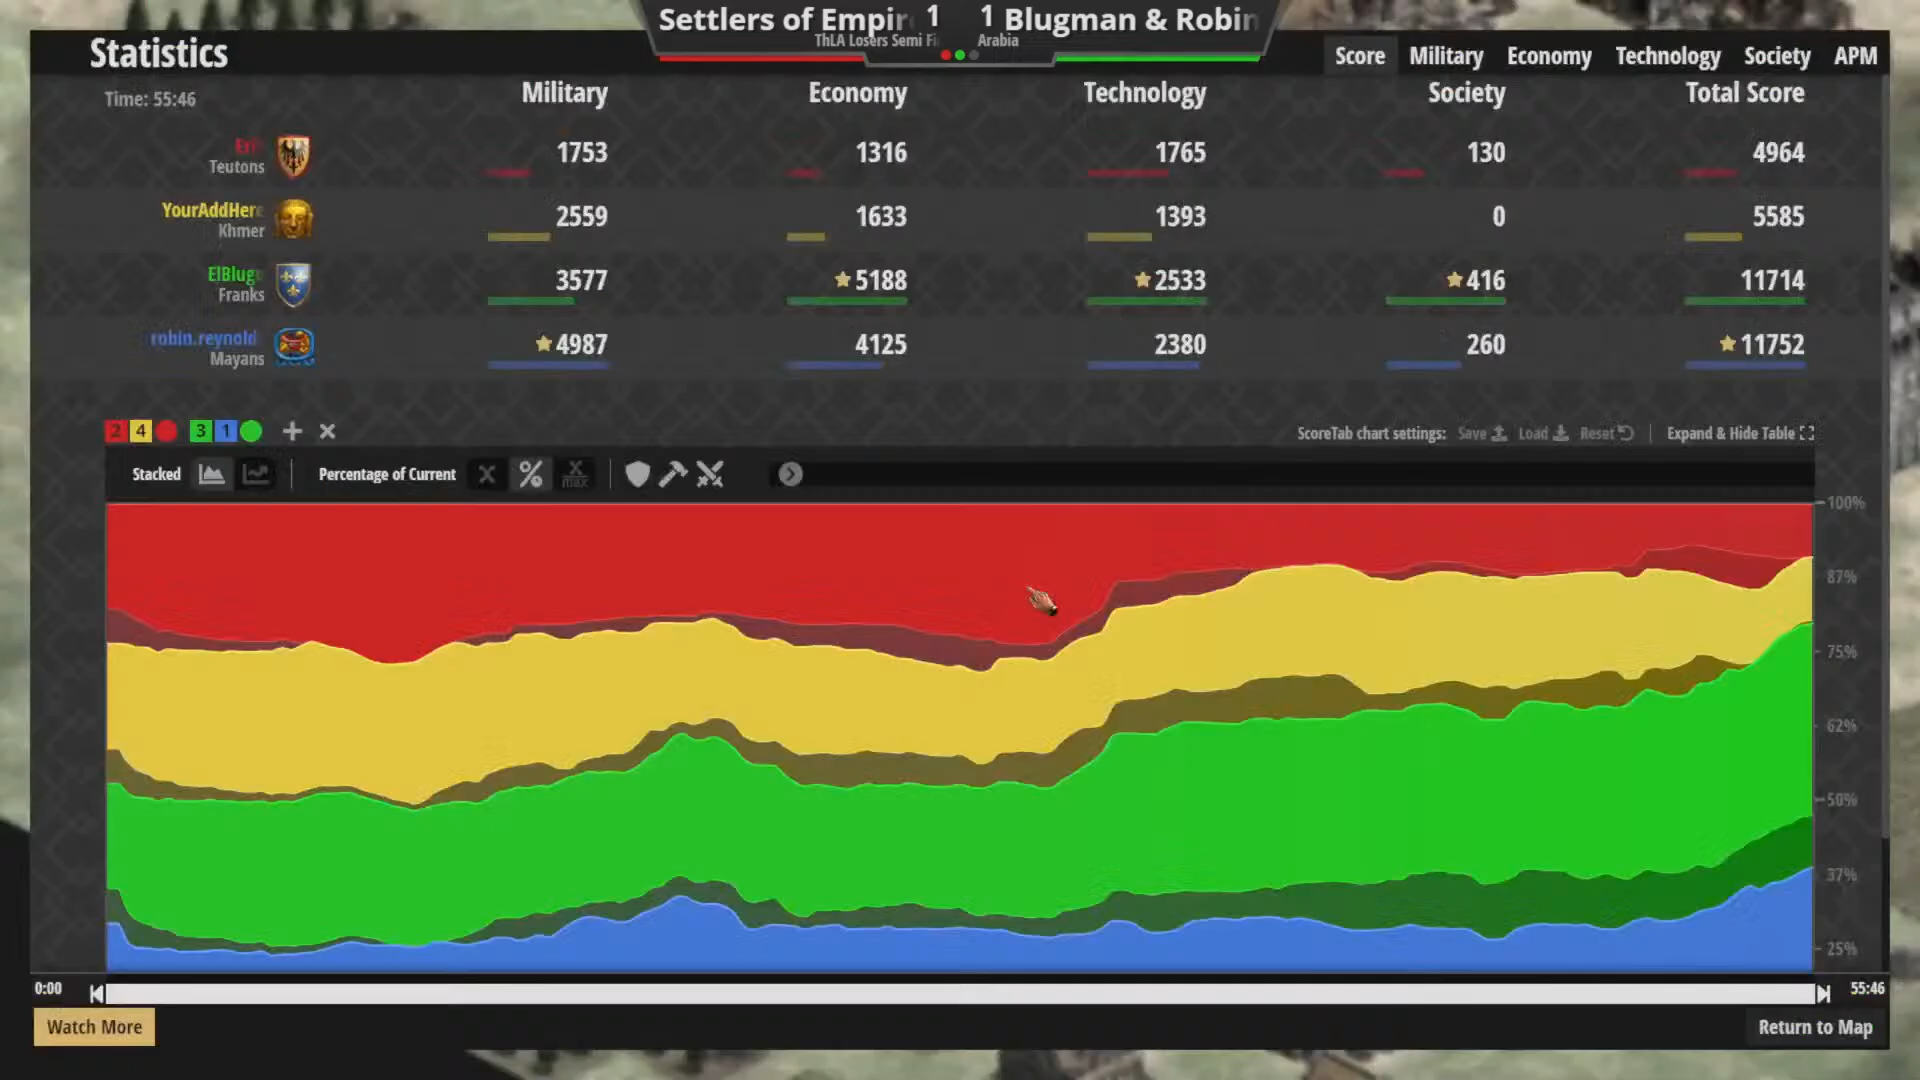 Settlers of Empir 1 1 Blugman & Robin
ThLA Losers Semi Fi Arabia
Statistics
Score Military Economy Technology Society APM
Time: 55:46
Military Economy Technology Society Total Score
1753 1316 1765 130 4964
Teutons
YourAddHere 2559 1633 1393 0 5585
Khmer
ElBlug 3577 5188 2533 416 11714
Franks
robin.reynold 4987 4125 2380 260 11752
Mayans
2 4 3 1
ScoreTab chart settings: Save Load Reset Expand & Hide Table
Stacked Percentage of Current X % X max
100%
87%
75%
62%
50%
37%
25%
0:00 55:46
Watch More Return to Map